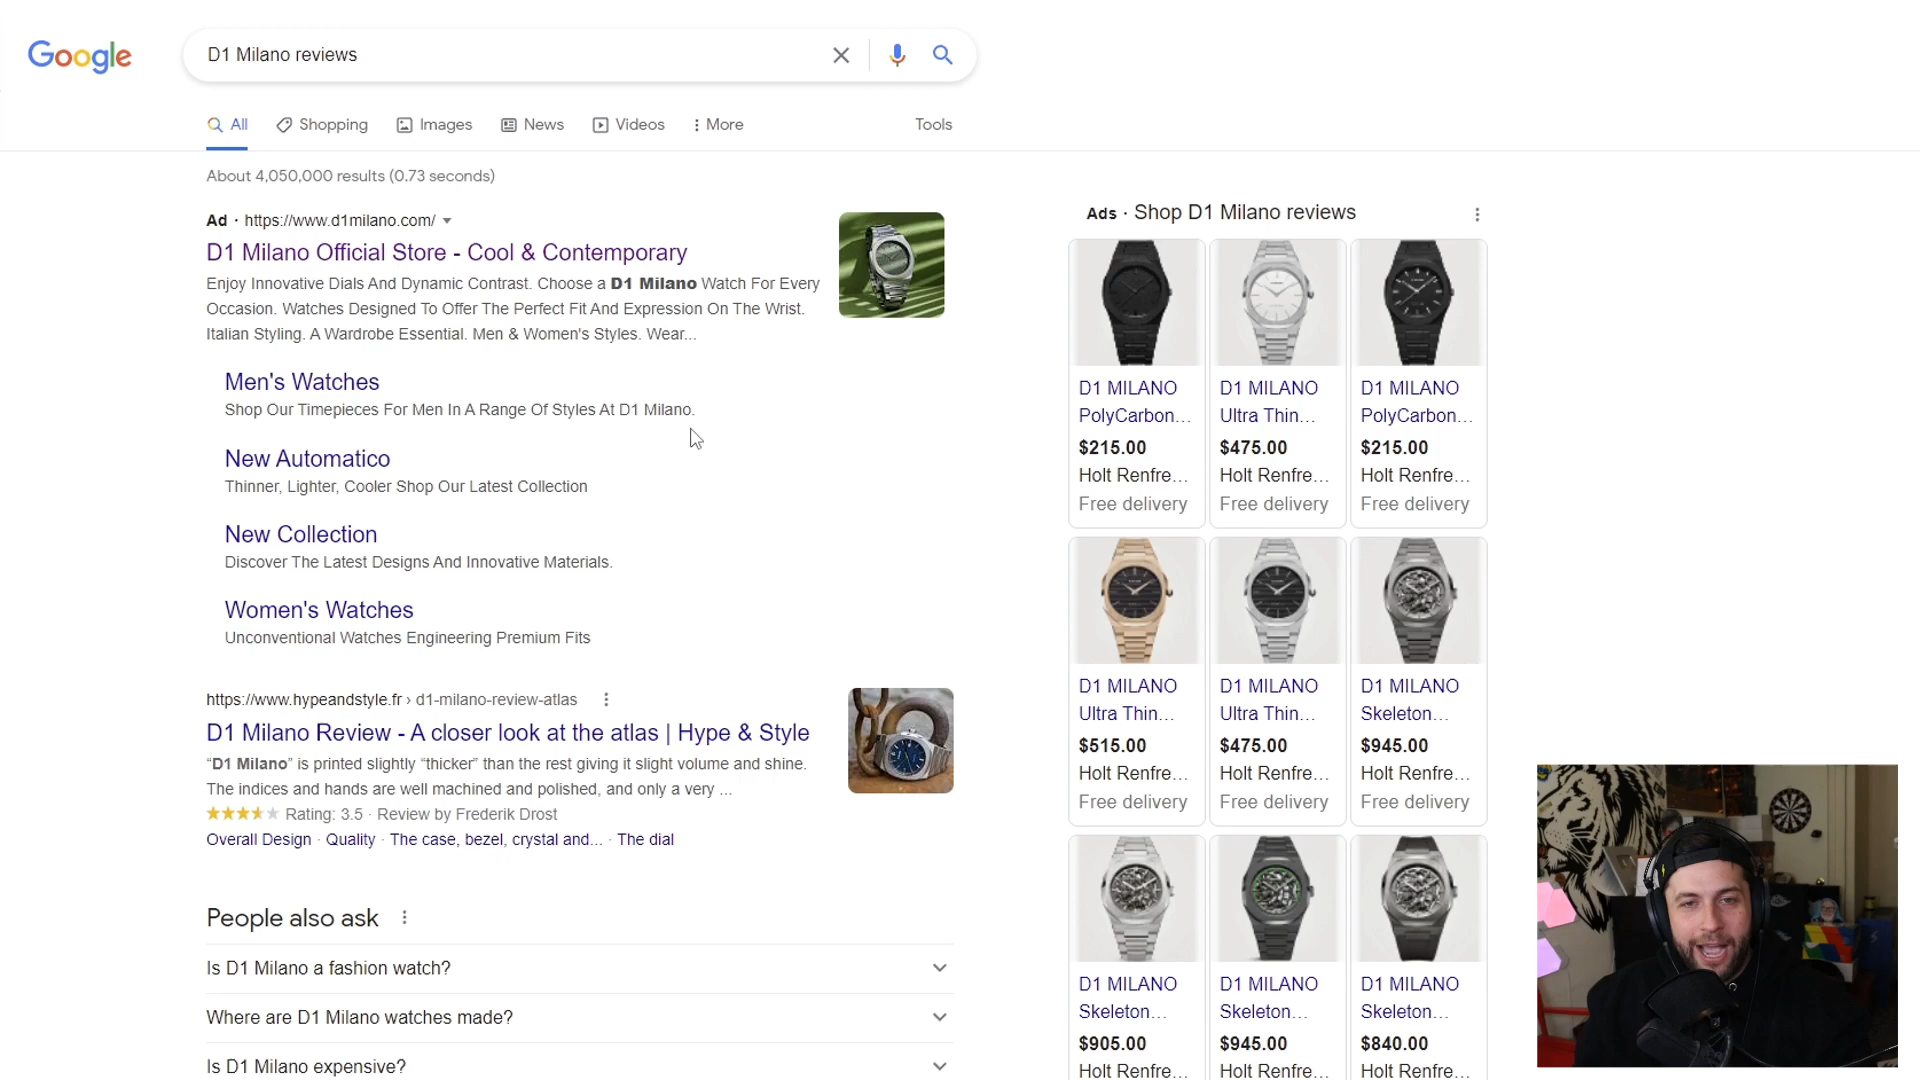 Google
D1 Milano reviews
All
Shopping
Images
News
Videos
More
Tools
About 4,050,000 results (0.73 seconds)
Ad · https://www.d1milano.com/
D1 Milano Official Store - Cool & Contemporary
Enjoy Innovative Dials And Dynamic Contrast. Choose a D1 Milano Watch For Every
Occasion. Watches Designed To Offer The Perfect Fit And Expression On The Wrist.
Italian Styling. A Wardrobe Essential. Men & Women's Styles. Wear...
Men's Watches
Shop Our Timepieces For Men In A Range Of Styles At D1 Milano.
New Automatico
Thinner, Lighter, Cooler Shop Our Latest Collection
New Collection
Discover The Latest Designs And Innovative Materials.
Women's Watches
Unconventional Watches Engineering Premium Fits
https://www.hypeandstyle.fr › d1-milano-review-atlas
D1 Milano Review - A closer look at the atlas | Hype & Style
“D1 Milano” is printed slightly “thicker” than the rest giving it slight volume and shine.
The indices and hands are well machined and polished, and only a very ...
Rating: 3.5 · Review by Frederik Drost
Overall Design · Quality · The case, bezel, crystal and... · The dial
People also ask
Is D1 Milano a fashion watch?
Where are D1 Milano watches made?
Is D1 Milano expensive?
Ads · Shop D1 Milano reviews
D1 MILANO
PolyCarbon...
$215.00
Holt Renfre...
Free delivery
D1 MILANO
Ultra Thin...
$475.00
Holt Renfre...
Free delivery
D1 MILANO
PolyCarbon...
$215.00
Holt Renfre...
Free delivery
D1 MILANO
Ultra Thin...
$515.00
Holt Renfre...
Free delivery
D1 MILANO
Ultra Thin...
$475.00
Holt Renfre...
Free delivery
D1 MILANO
Skeleton...
$945.00
Holt Renfre...
Free delivery
D1 MILANO
Skeleton...
$905.00
Holt Renfre...
D1 MILANO
Skeleton...
$945.00
Holt Renfre...
D1 MILANO
Skeleton...
$840.00
Holt Renfre...